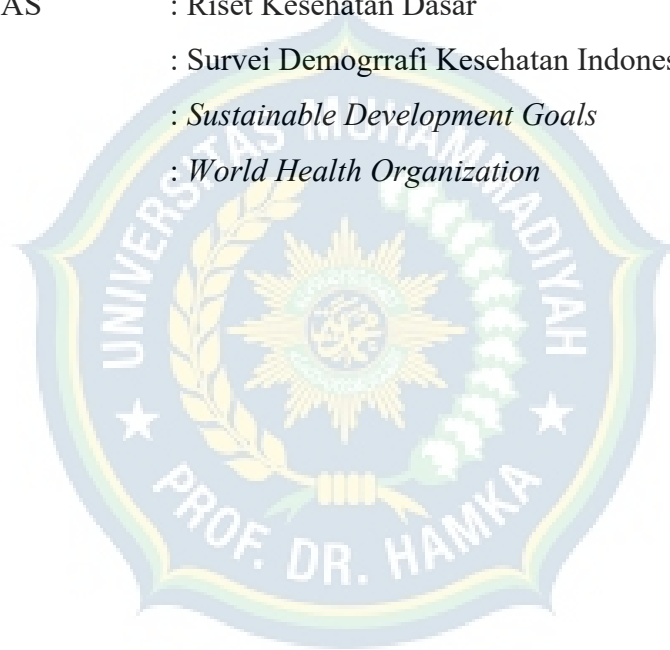 AS : Riset Kesehatan Dasar
: Survei Demogrrafi Kesehatan Indones
: Sustainable Development Goals
: World Health Organization
UNIVERSITAS MUHAMMADIYAH
PROF. DR. HAMKA